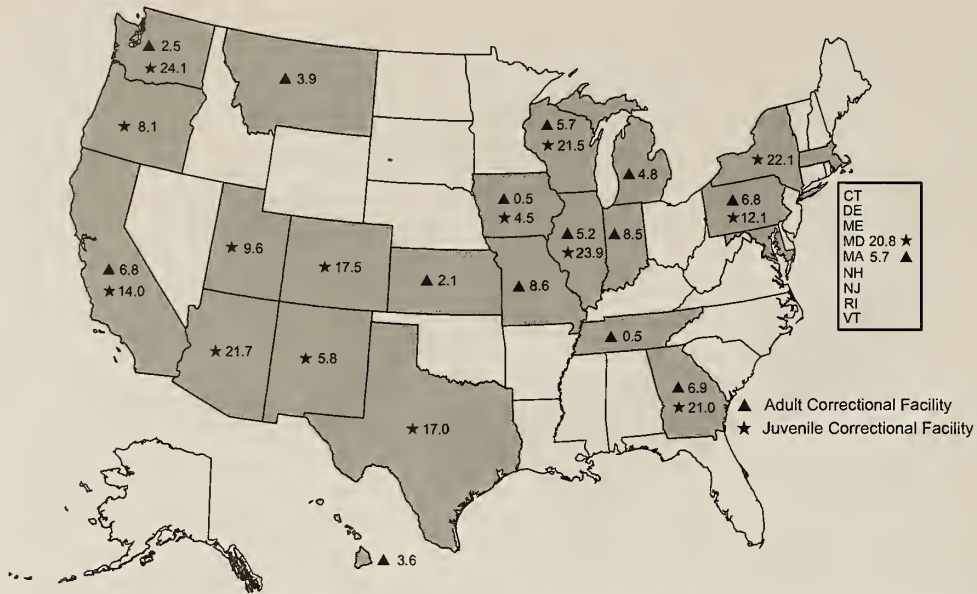 ▲ 2.5
★ 24.1
▲ 3.9
★ 8.1
▲ 5.7
★ 21.5
▲ 4.8
★ 22.1
▲ 6.8
★ 12.1
▲ 0.5
★ 4.5
▲ 5.2
★ 23.9
▲ 8.5
★ 9.6
★ 17.5
▲ 2.1
▲ 8.6
▲ 6.8
★ 14.0
CT
DE
ME
MD 20.8 ★
MA 5.7 ▲
NH
NJ
RI
VT
★ 21.7
★ 5.8
▲ 0.5
▲ 6.9
★ 21.0
★ 17.0
▲ Adult Correctional Facility
★ Juvenile Correctional Facility
▲ 3.6